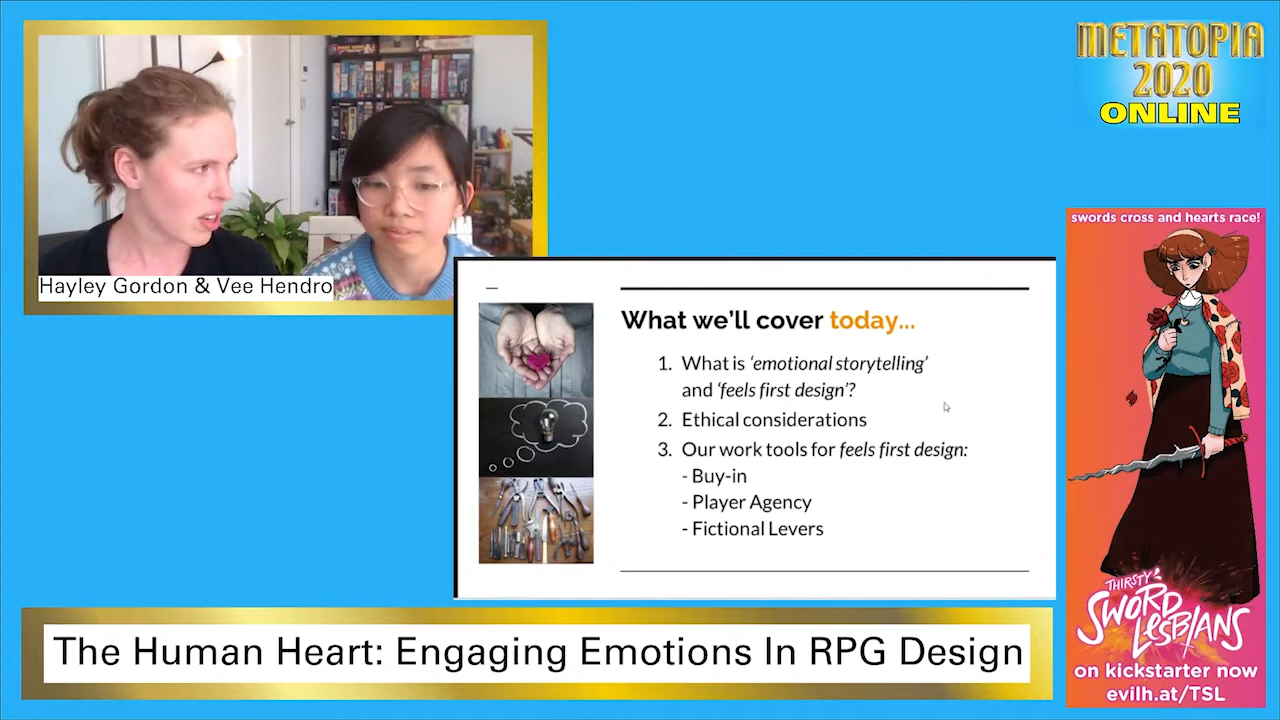 METATOPIA
2020
ONLINE
Hayley Gordon & Vee Hendro
What we'll cover today...
1. What is 'emotional storytelling'
and 'feels first design'?
2. Ethical considerations
3. Our work tools for feels first design:
- Buy-in
- Player Agency
- Fictional Levers
swords cross and hearts race!
THIRSTY
SWORD
LESBIANS
on kickstarter now
evilh.at/TSL
The Human Heart: Engaging Emotions In RPG Design